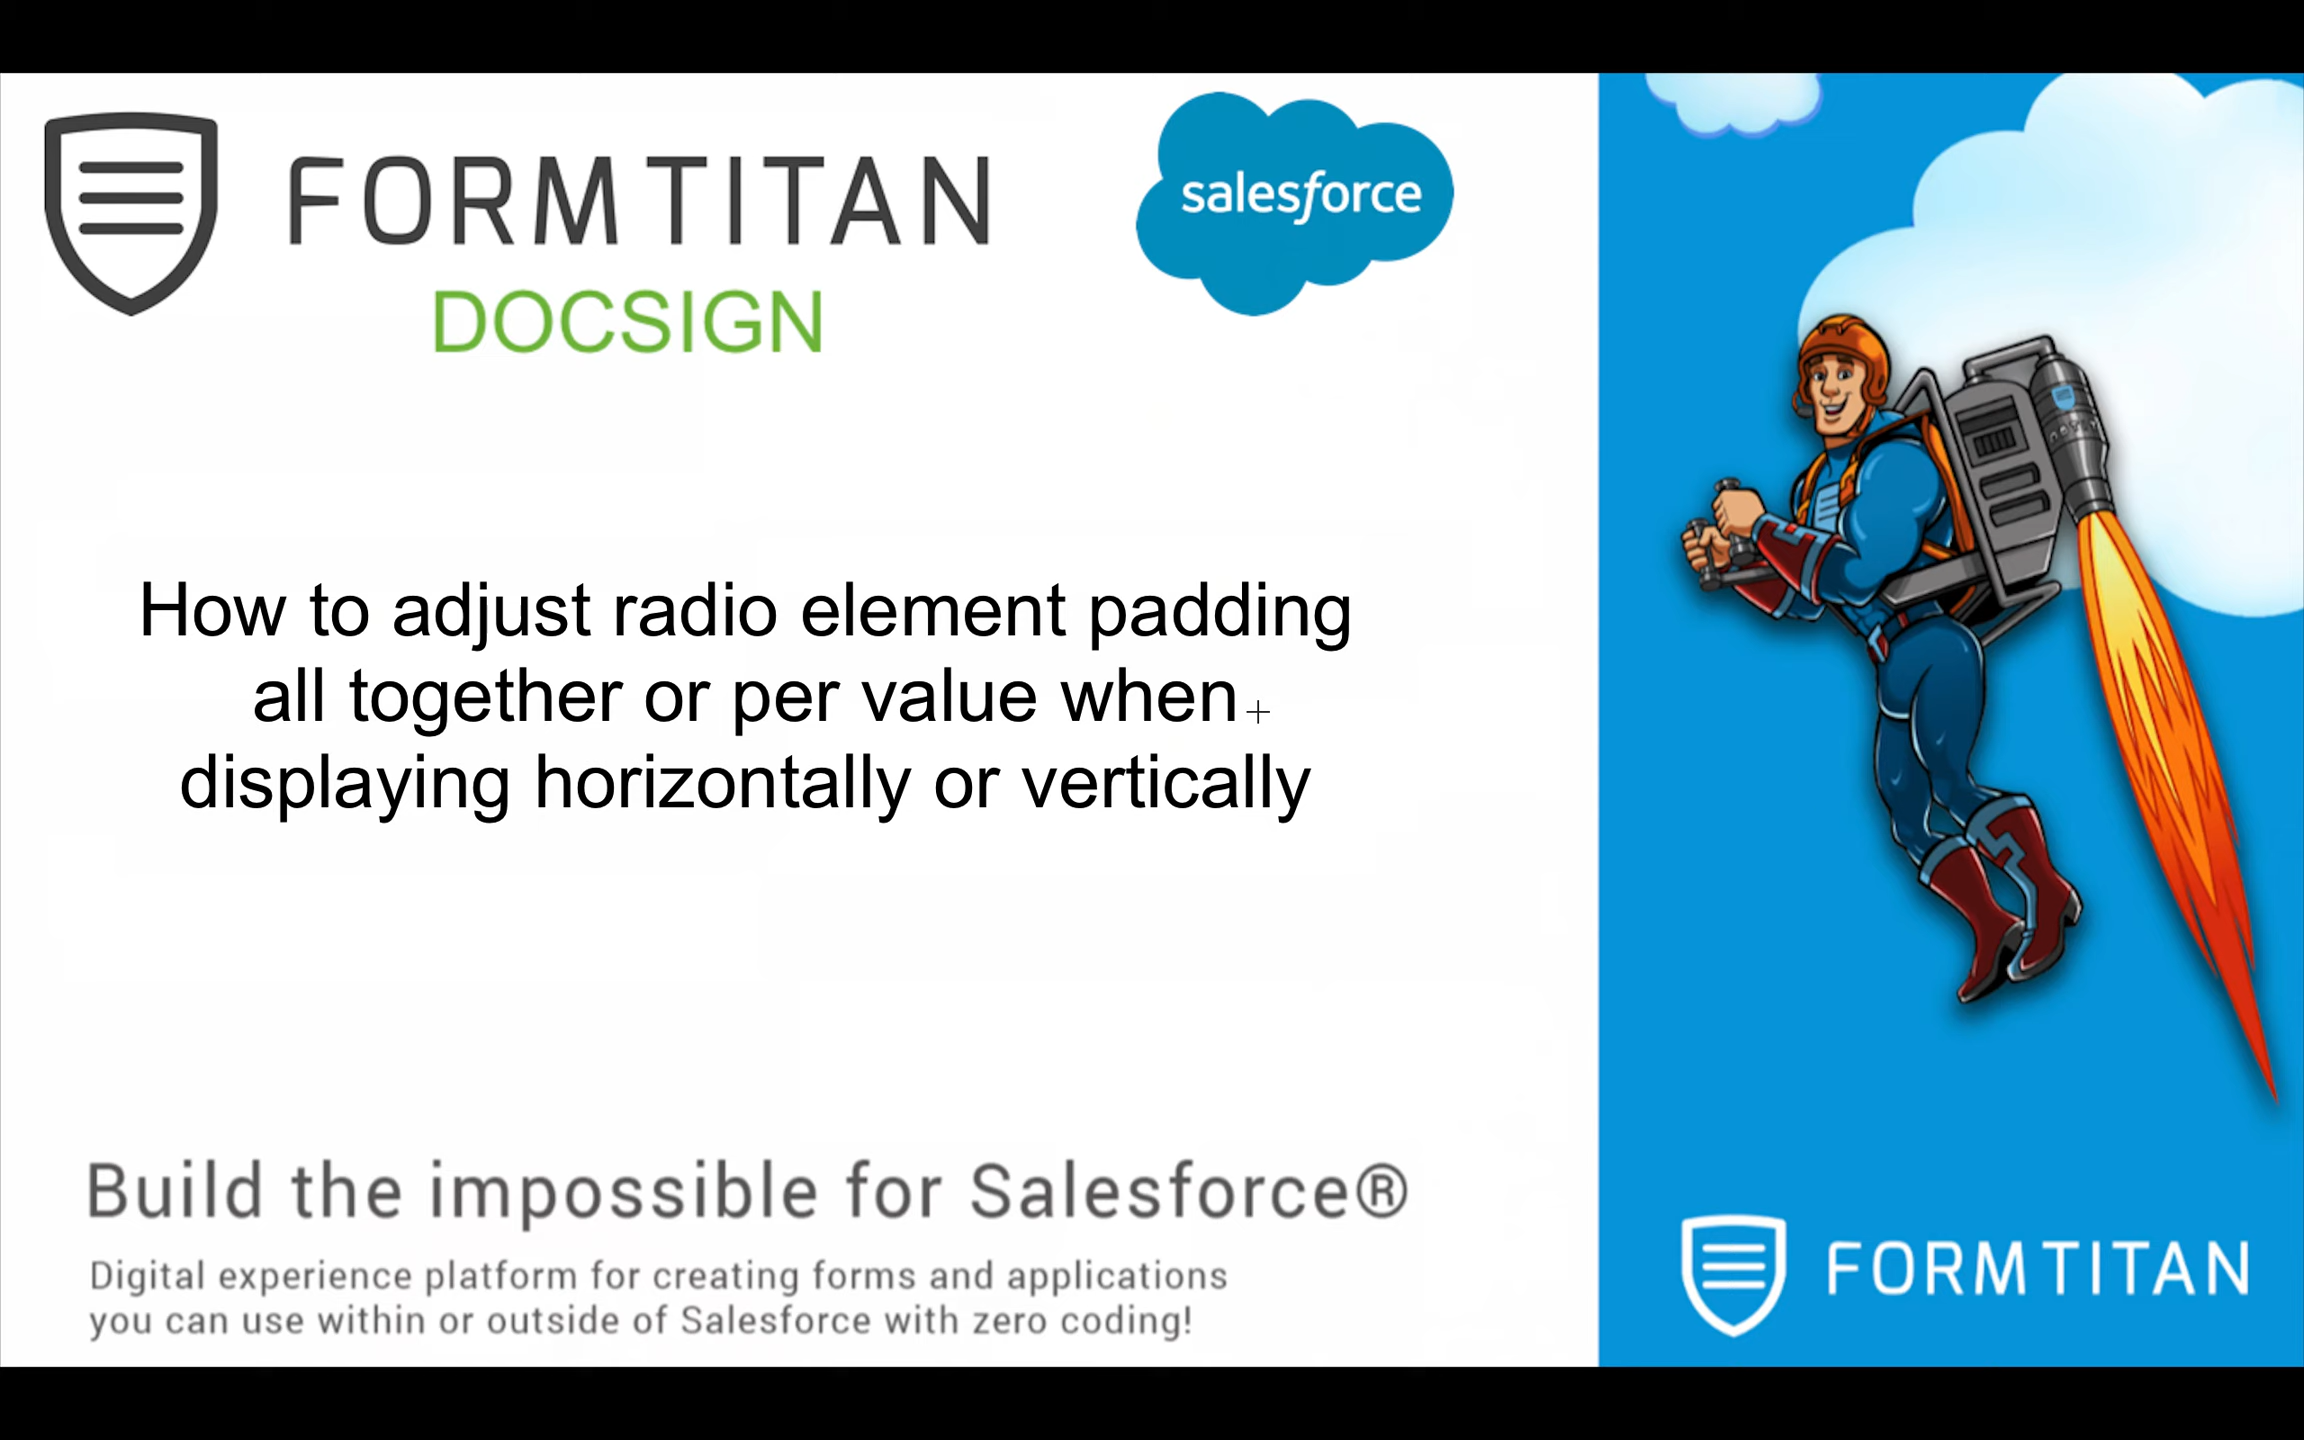 FORMTITAN
DOCSIGN
salesforce
How to adjust radio element padding
all together or per value when
displaying horizontally or vertically
Build the impossible for Salesforce®
Digital experience platform for creating forms and applications
you can use within or outside of Salesforce with zero coding!
FORMTITAN